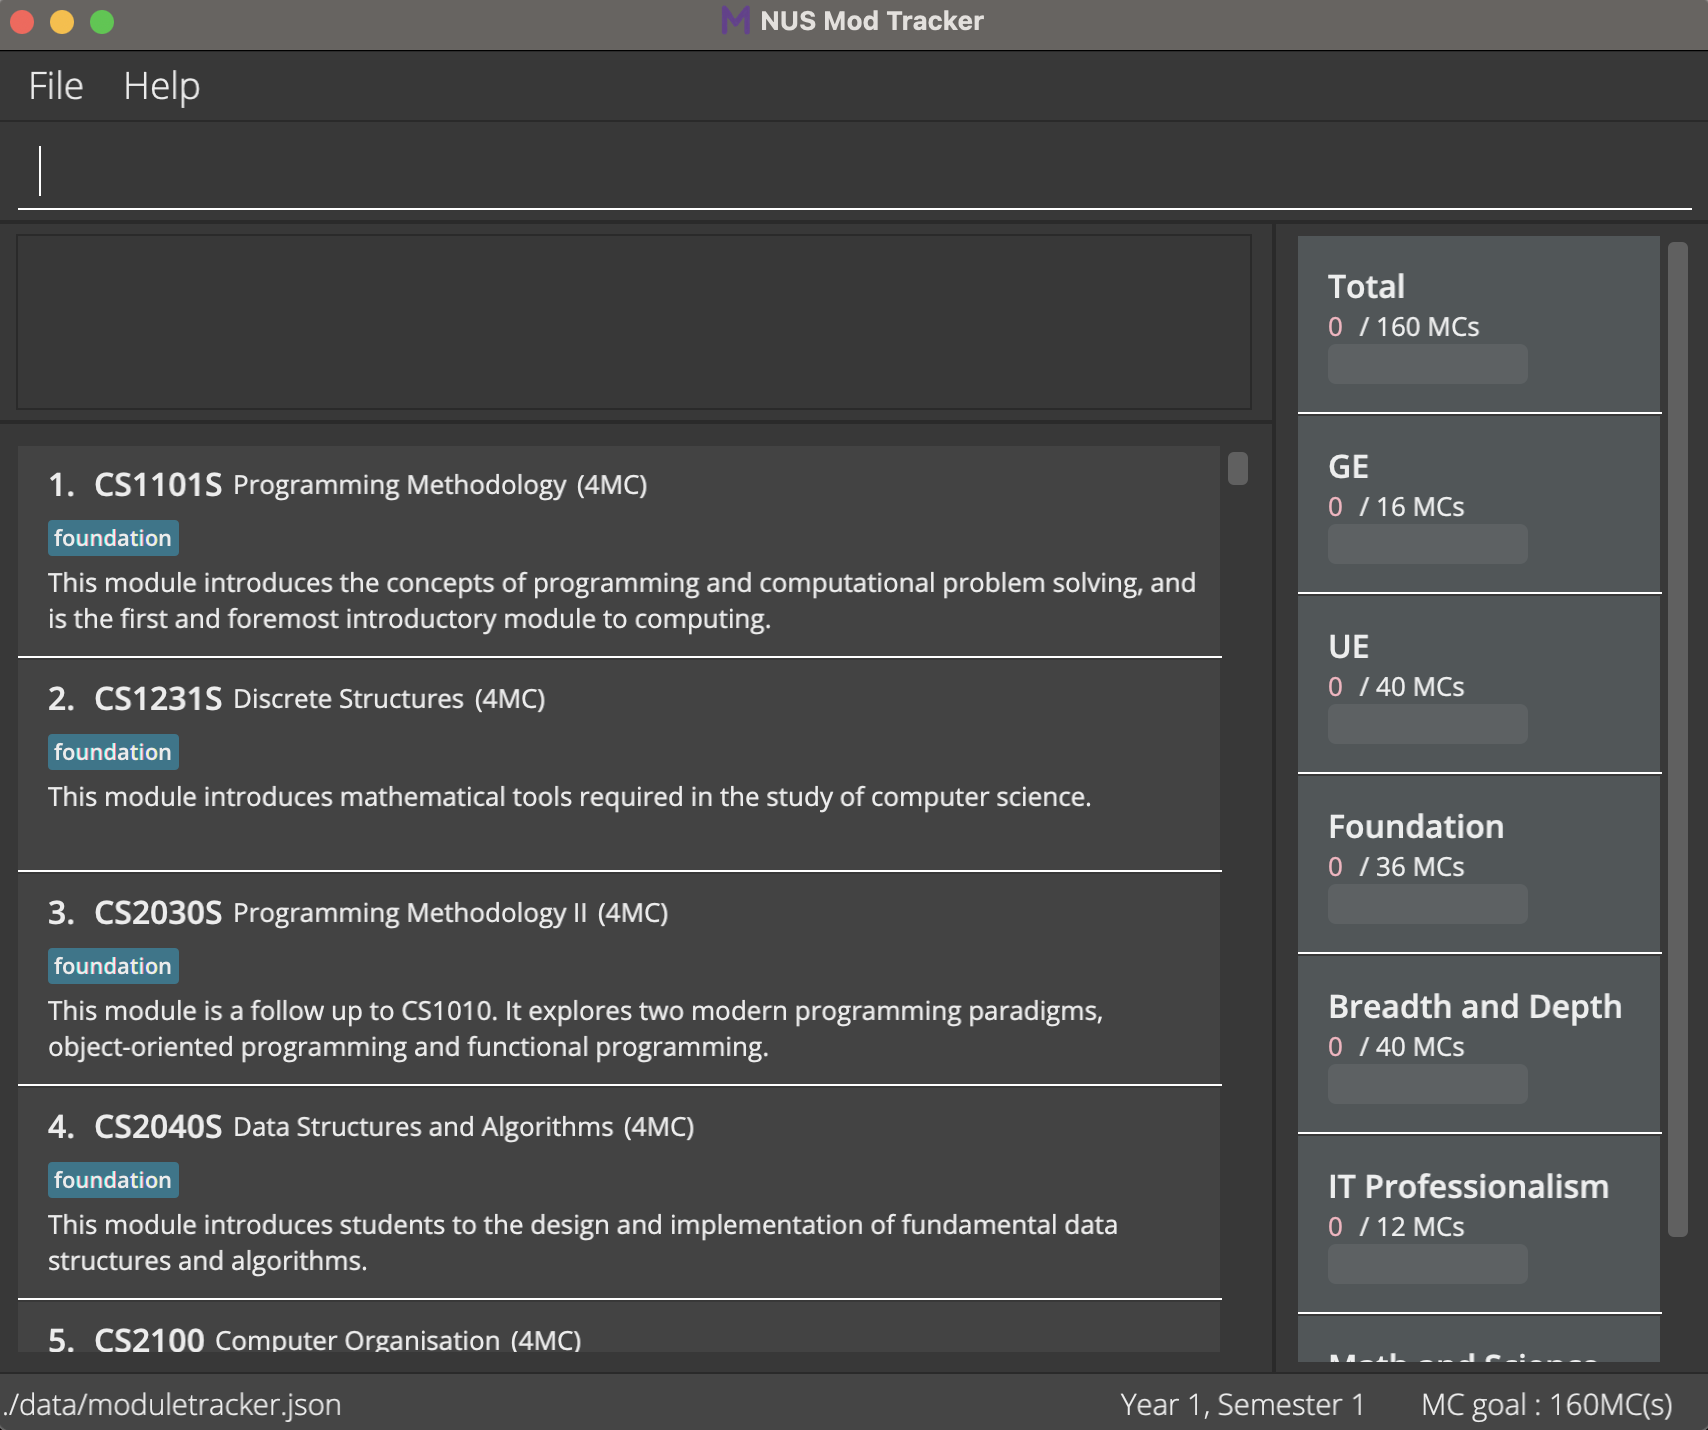 NUS Mod Tracker
File Help
1. CS1101S Programming Methodology (4MC)
foundation
This module introduces the concepts of programming and computational problem solving, and
is the first and foremost introductory module to computing.
2. CS1231S Discrete Structures (4MC)
foundation
This module introduces mathematical tools required in the study of computer science.
3. CS2030S Programming Methodology II (4MC)
foundation
This module is a follow up to CS1010. It explores two modern programming paradigms,
object-oriented programming and functional programming.
4. CS2040S Data Structures and Algorithms (4MC)
foundation
This module introduces students to the design and implementation of fundamental data
structures and algorithms.
5. CS2100 Computer Organisation (4MC)
Total
0 / 160 MCs
GE
0 / 16 MCs
UE
0 / 40 MCs
Foundation
0 / 36 MCs
Breadth and Depth
0 / 40 MCs
IT Professionalism
0 / 12 MCs
Math and Science
./data/moduletracker.json
Year 1, Semester 1
MC goal : 160MC(s)